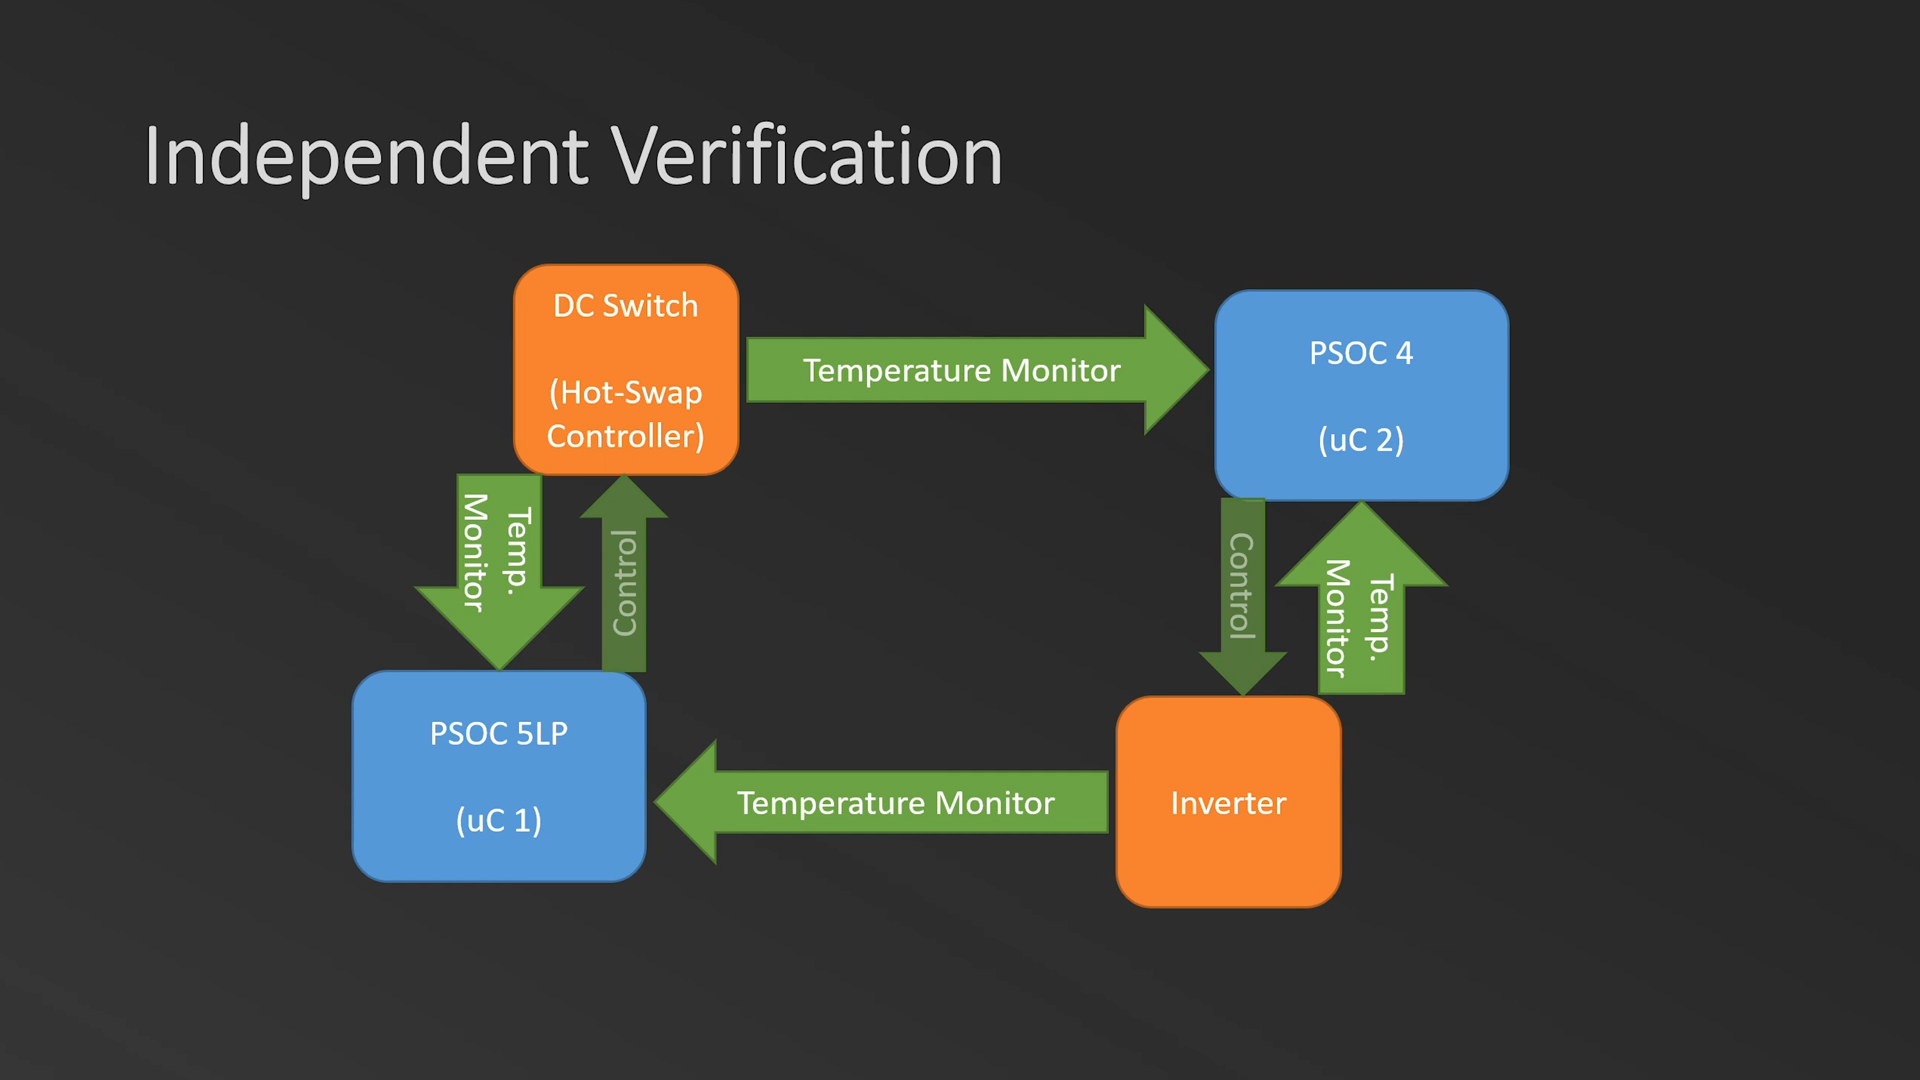 Independent Verification
DC Switch
(Hot-Swap
Controller)
Temperature Monitor
PSOC 4
(uC 2)
Temp.
Monitor
Control
Control
Temp.
Monitor
PSOC 5LP
(uC 1)
Temperature Monitor
Inverter